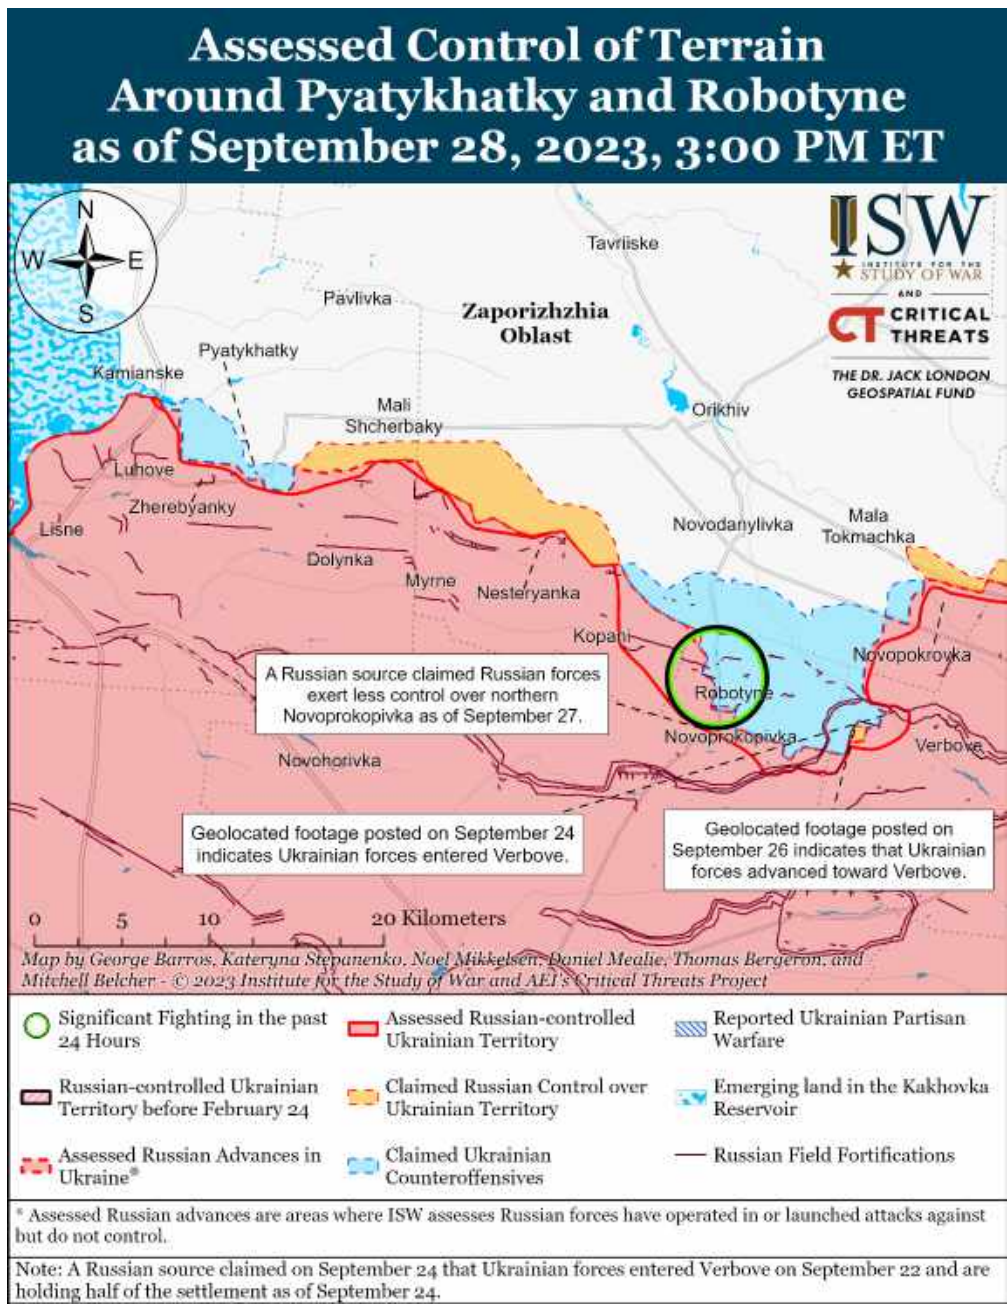 Assessed Control of Terrain
Around Pyatykhatky and Robotyne
as of September 28, 2023, 3:00 PM ET
N
W
E
S
ISW
INSTITUTE FOR THE
STUDY OF WAR
AND
CT CRITICAL
THREATS
THE DR. JACK LONDON
GEOSPATIAL FUND
Tavriiske
Pavlivka
Zaporizhzhia
Oblast
Pyatykhatky
Kamianske
Mali
Shcherbaky
Orikhiv
Luhove
Zherebyanky
Lisne
Novodanylivka
Mala
Tokmachka
Dolynka
Myrne
Nesteryanka
Kopani
Novopokrovka
A Russian source claimed Russian forces
exert less control over northern
Novoprokopivka as of September 27.
Robotyne
Novoprokopivka
Verbove
Novohorivka
Geolocated footage posted on September 24
indicates Ukrainian forces entered Verbove.
Geolocated footage posted on
September 26 indicates that Ukrainian
forces advanced toward Verbove.
0 5 10 20 Kilometers
Map by George Barros, Kateryna Stepanenko, Noel Mikkelsen, Daniel Mealie, Thomas Bergeron, and
Mitchell Belcher - © 2023 Institute for the Study of War and AEI's Critical Threats Project
Significant Fighting in the past
24 Hours
Assessed Russian-controlled
Ukrainian Territory
Reported Ukrainian Partisan
Warfare
Russian-controlled Ukrainian
Territory before February 24
Claimed Russian Control over
Ukrainian Territory
Emerging land in the Kakhovka
Reservoir
Assessed Russian Advances in
Ukraine*
Claimed Ukrainian
Counteroffensives
Russian Field Fortifications
* Assessed Russian advances are areas where ISW assesses Russian forces have operated in or launched attacks against
but do not control.
Note: A Russian source claimed on September 24 that Ukrainian forces entered Verbove on September 22 and are
holding half of the settlement as of September 24.